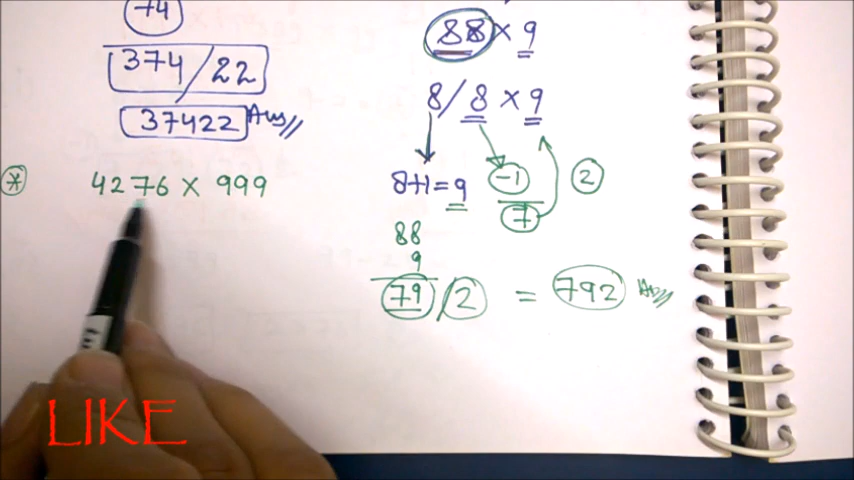 74
374/22
37422 Ans
* 4276 × 999
88 × 9
8/8 × 9
8+1=9
-1
7
2
88
9
79/2 = 792 Ans
LIKE